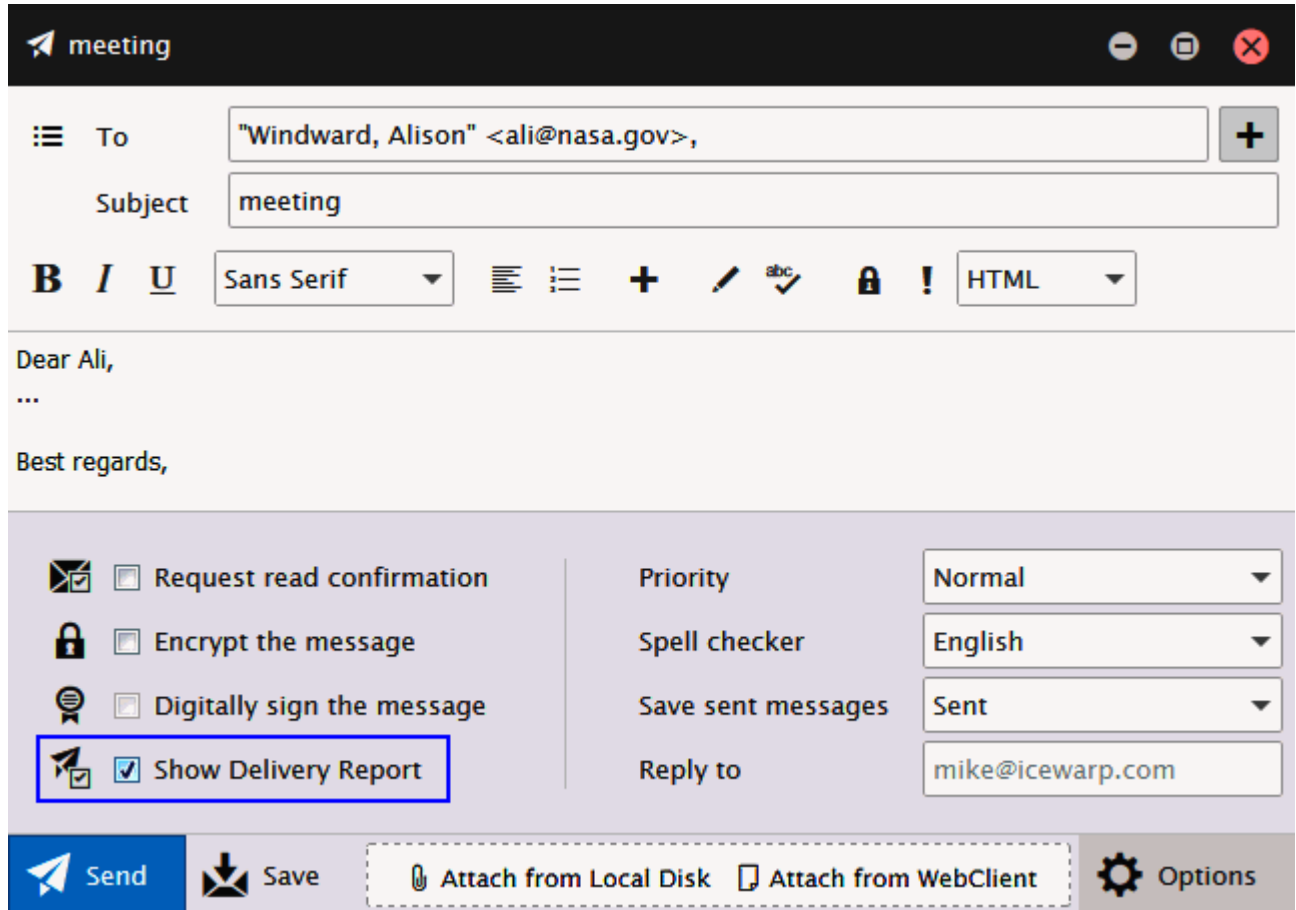 meeting
To "Windward, Alison" <ali@nasa.gov>,
Subject meeting
B I U Sans Serif abc ! HTML
Dear Ali,
...
Best regards,
Request read confirmation Priority Normal
Encrypt the message Spell checker English
Digitally sign the message Save sent messages Sent
Show Delivery Report Reply to mike@icewarp.com
Send Save Attach from Local Disk Attach from WebClient Options